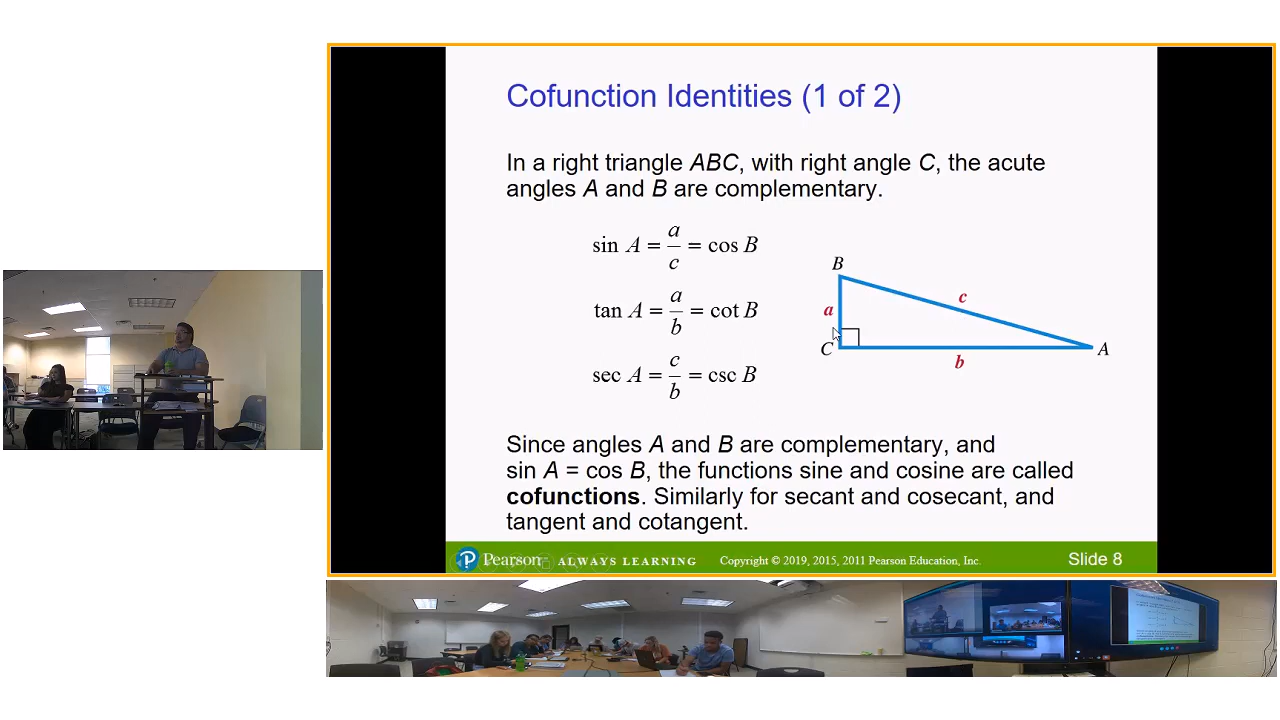 Cofunction Identities (1 of 2)
In a right triangle ABC, with right angle C, the acute
angles A and B are complementary.
sin A = a/c = cos B
tan A = a/b = cot B
sec A = c/b = csc B
B
a
c
C
b
A
Since angles A and B are complementary, and
sin A = cos B, the functions sine and cosine are called
cofunctions. Similarly for secant and cosecant, and
tangent and cotangent.
P Pearson ALWAYS LEARNING Copyright © 2019, 2015, 2011 Pearson Education, Inc. Slide 8